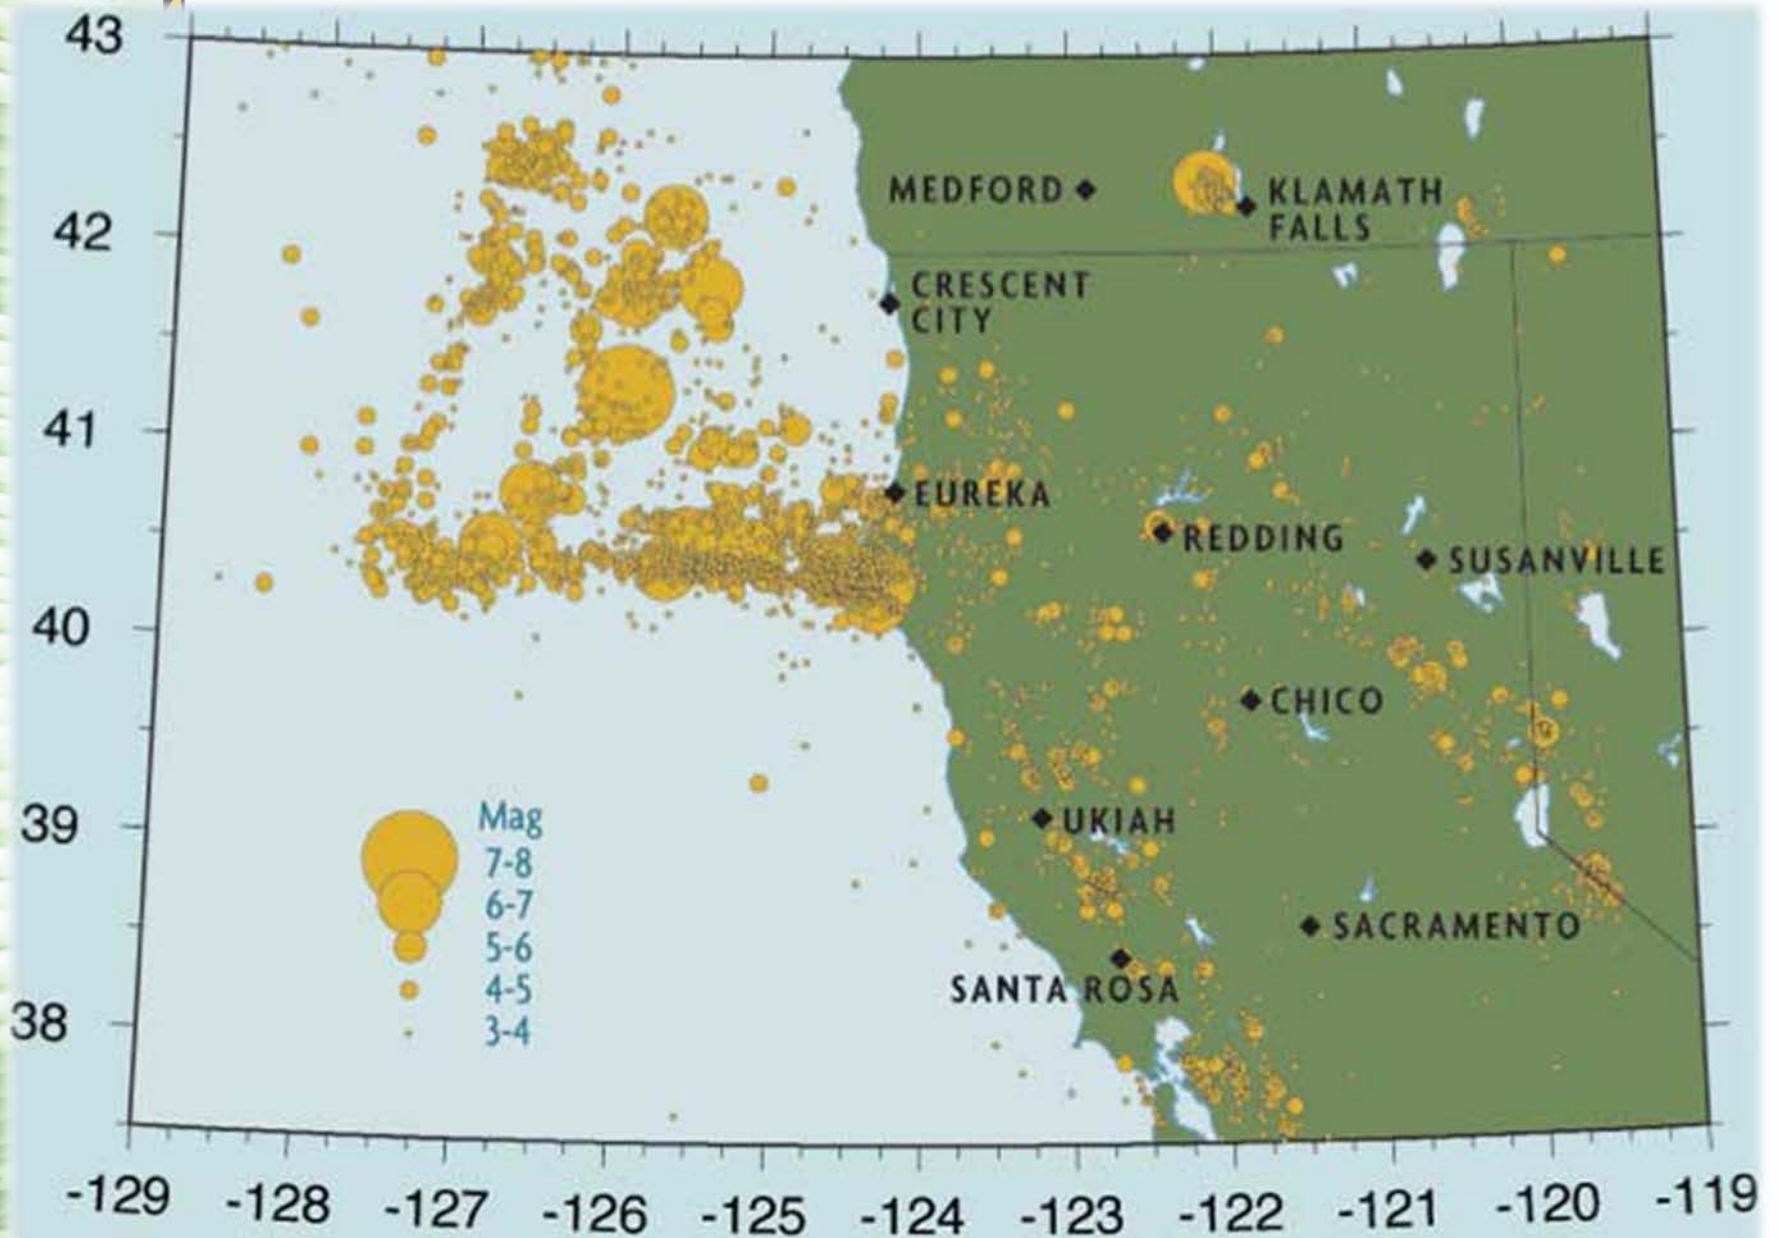 43
42
41
40
39
38
MEDFORD
KLAMATH
FALLS
CRESCENT
CITY
EUREKA
REDDING
SUSANVILLE
CHICO
UKIAH
SACRAMENTO
SANTA ROSA
Mag
7-8
6-7
5-6
4-5
3-4
-129 -128 -127 -126 -125 -124 -123 -122 -121 -120 -119